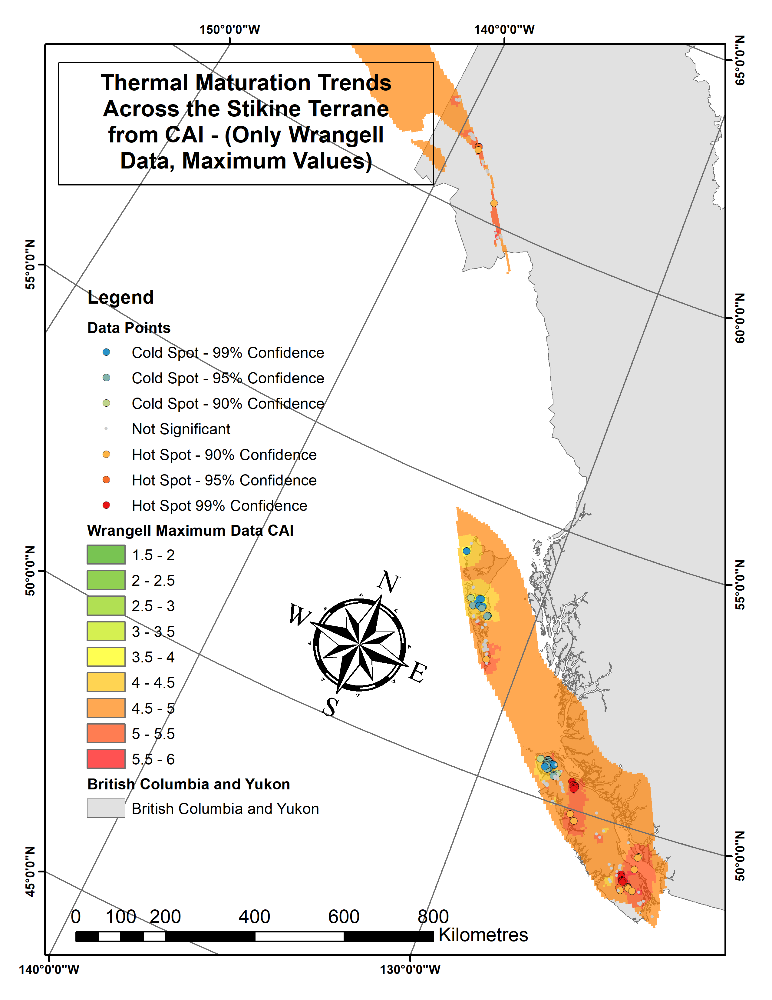 150°0'0"W
140°0'0"W
Thermal Maturation Trends
Across the Stikine Terrane
from CAI - (Only Wrangell
Data, Maximum Values)
65°0'0"N
55°0'0"N
60°0'0"N
Legend
Data Points
Cold Spot - 99% Confidence
Cold Spot - 95% Confidence
Cold Spot - 90% Confidence
Not Significant
Hot Spot - 90% Confidence
Hot Spot - 95% Confidence
Hot Spot 99% Confidence
Wrangell Maximum Data CAI
1.5 - 2
2 - 2.5
2.5 - 3
3 - 3.5
3.5 - 4
4 - 4.5
4.5 - 5
5 - 5.5
5.5 - 6
British Columbia and Yukon
British Columbia and Yukon
50°0'0"N
55°0'0"N
N
W
E
S
45°0'0"N
50°0'0"N
0 100 200 400 600 800
Kilometres
140°0'0"W
130°0'0"W